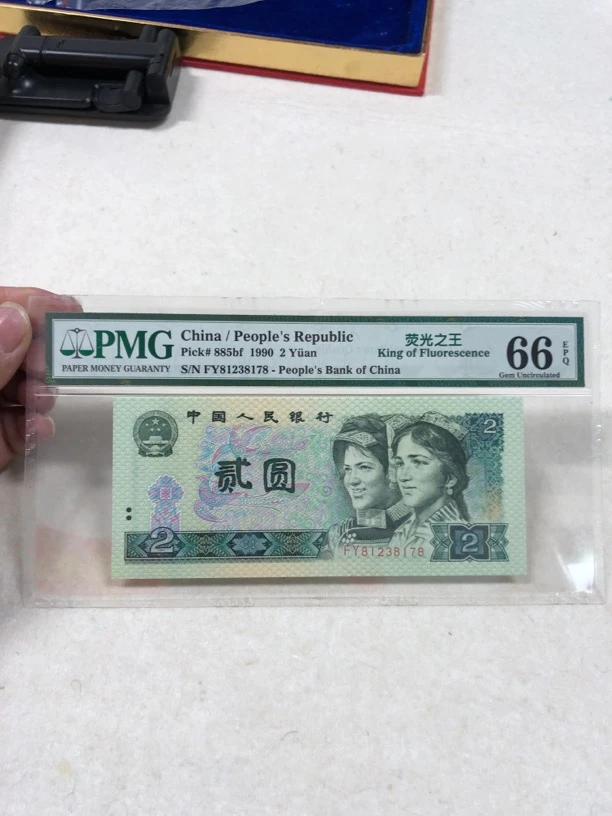 PMG
PAPER MONEY GUARANTY
China / People's Republic
Pick# 885bf 1990 2 Yüan
S/N FY81238178 - People's Bank of China
荧光之王
King of Fluorescence
66
EPQ
Gem Uncirculated
中国人民银行
2
贰圆
2
FY81238178
2